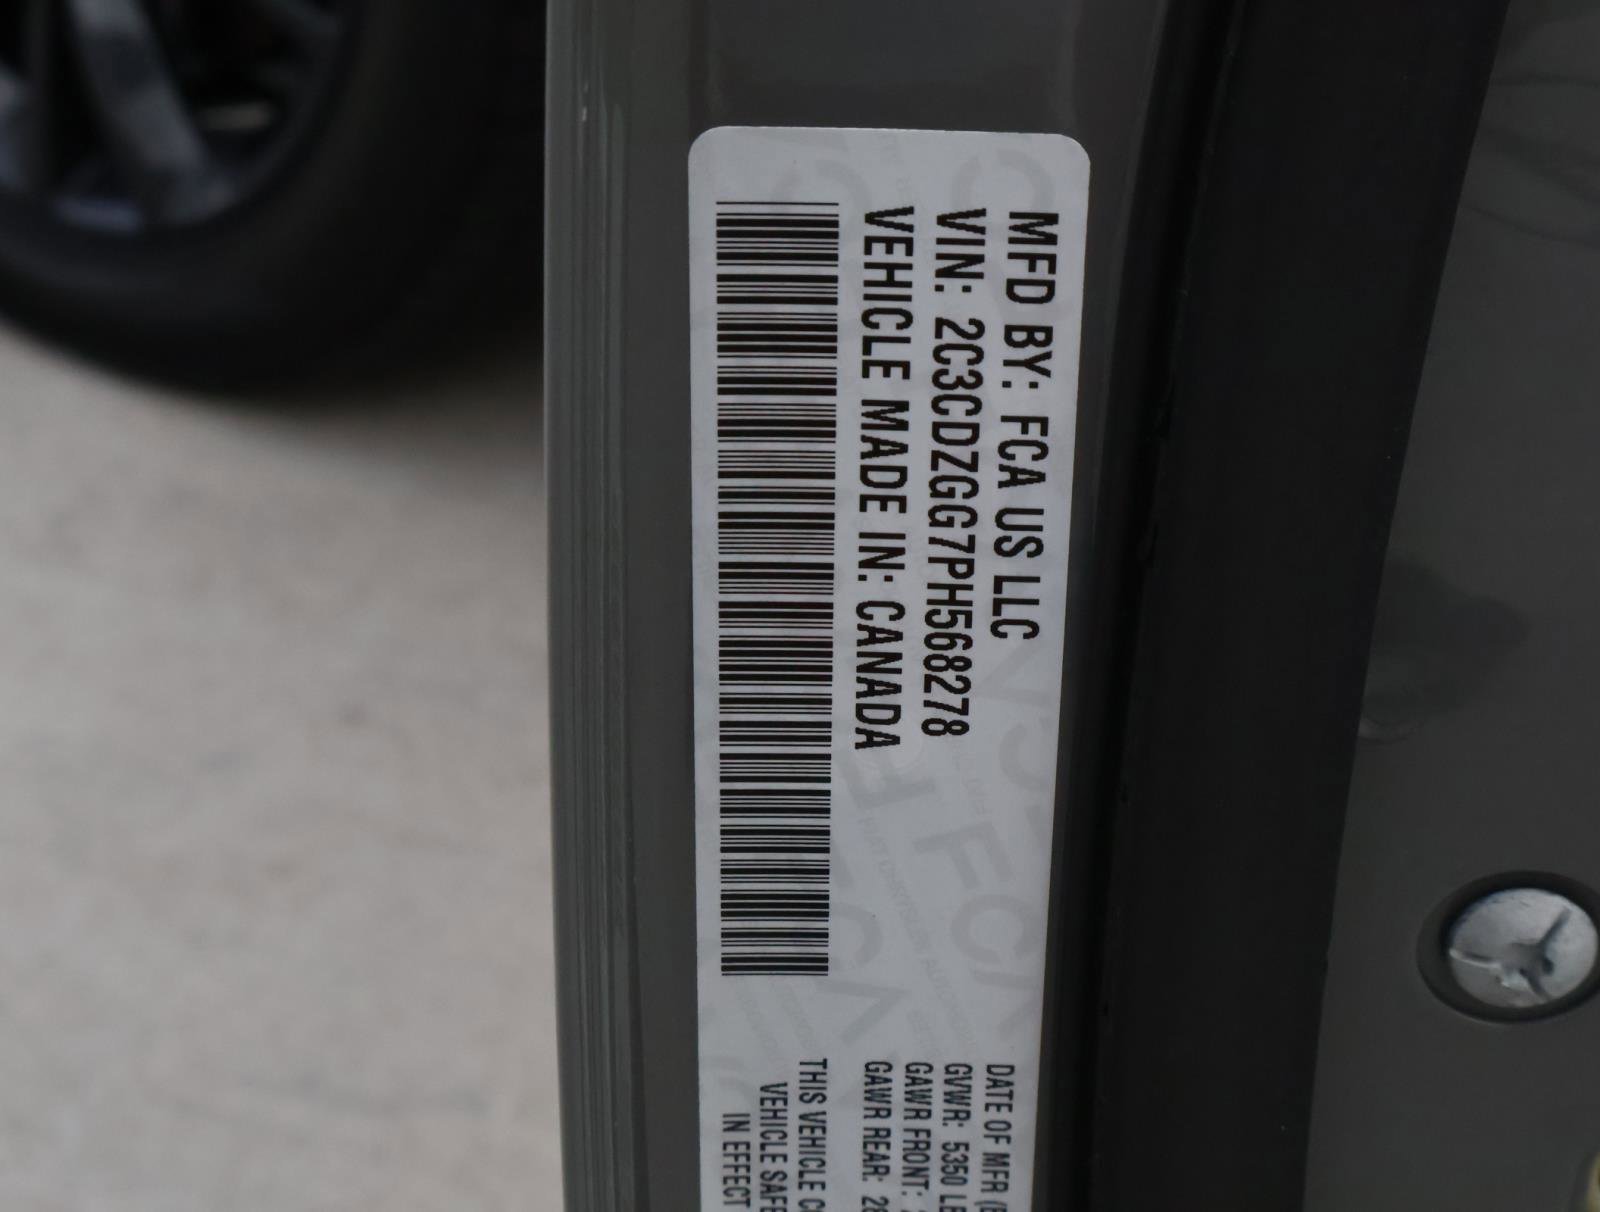 MFD BY: FCA US LLC
VIN: 2C3CDZGG7PH568278
VEHICLE MADE IN: CANADA
DATE OF MFR
GVWR: 5350
GAWR FRONT:
GAWR REAR:
THIS VEHICLE
VEHICLE
IN EFFECT
FCA